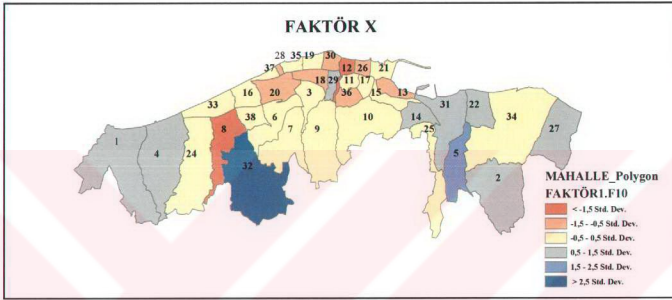 FAKTÖR X
28 35 19 30
37 12 26 21
18 29 11 17
16 20 3 36 15 13
33 31 22
38 6 14 34
8 7 9 10 25
1 4 24 5 27
32 2
MAHALLE_Polygon
FAKTÖR1.F10
< -1,5 Std. Dev.
-1,5 - -0,5 Std. Dev.
-0,5 - 0,5 Std. Dev.
0,5 - 1,5 Std. Dev.
1,5 - 2,5 Std. Dev.
> 2,5 Std. Dev.